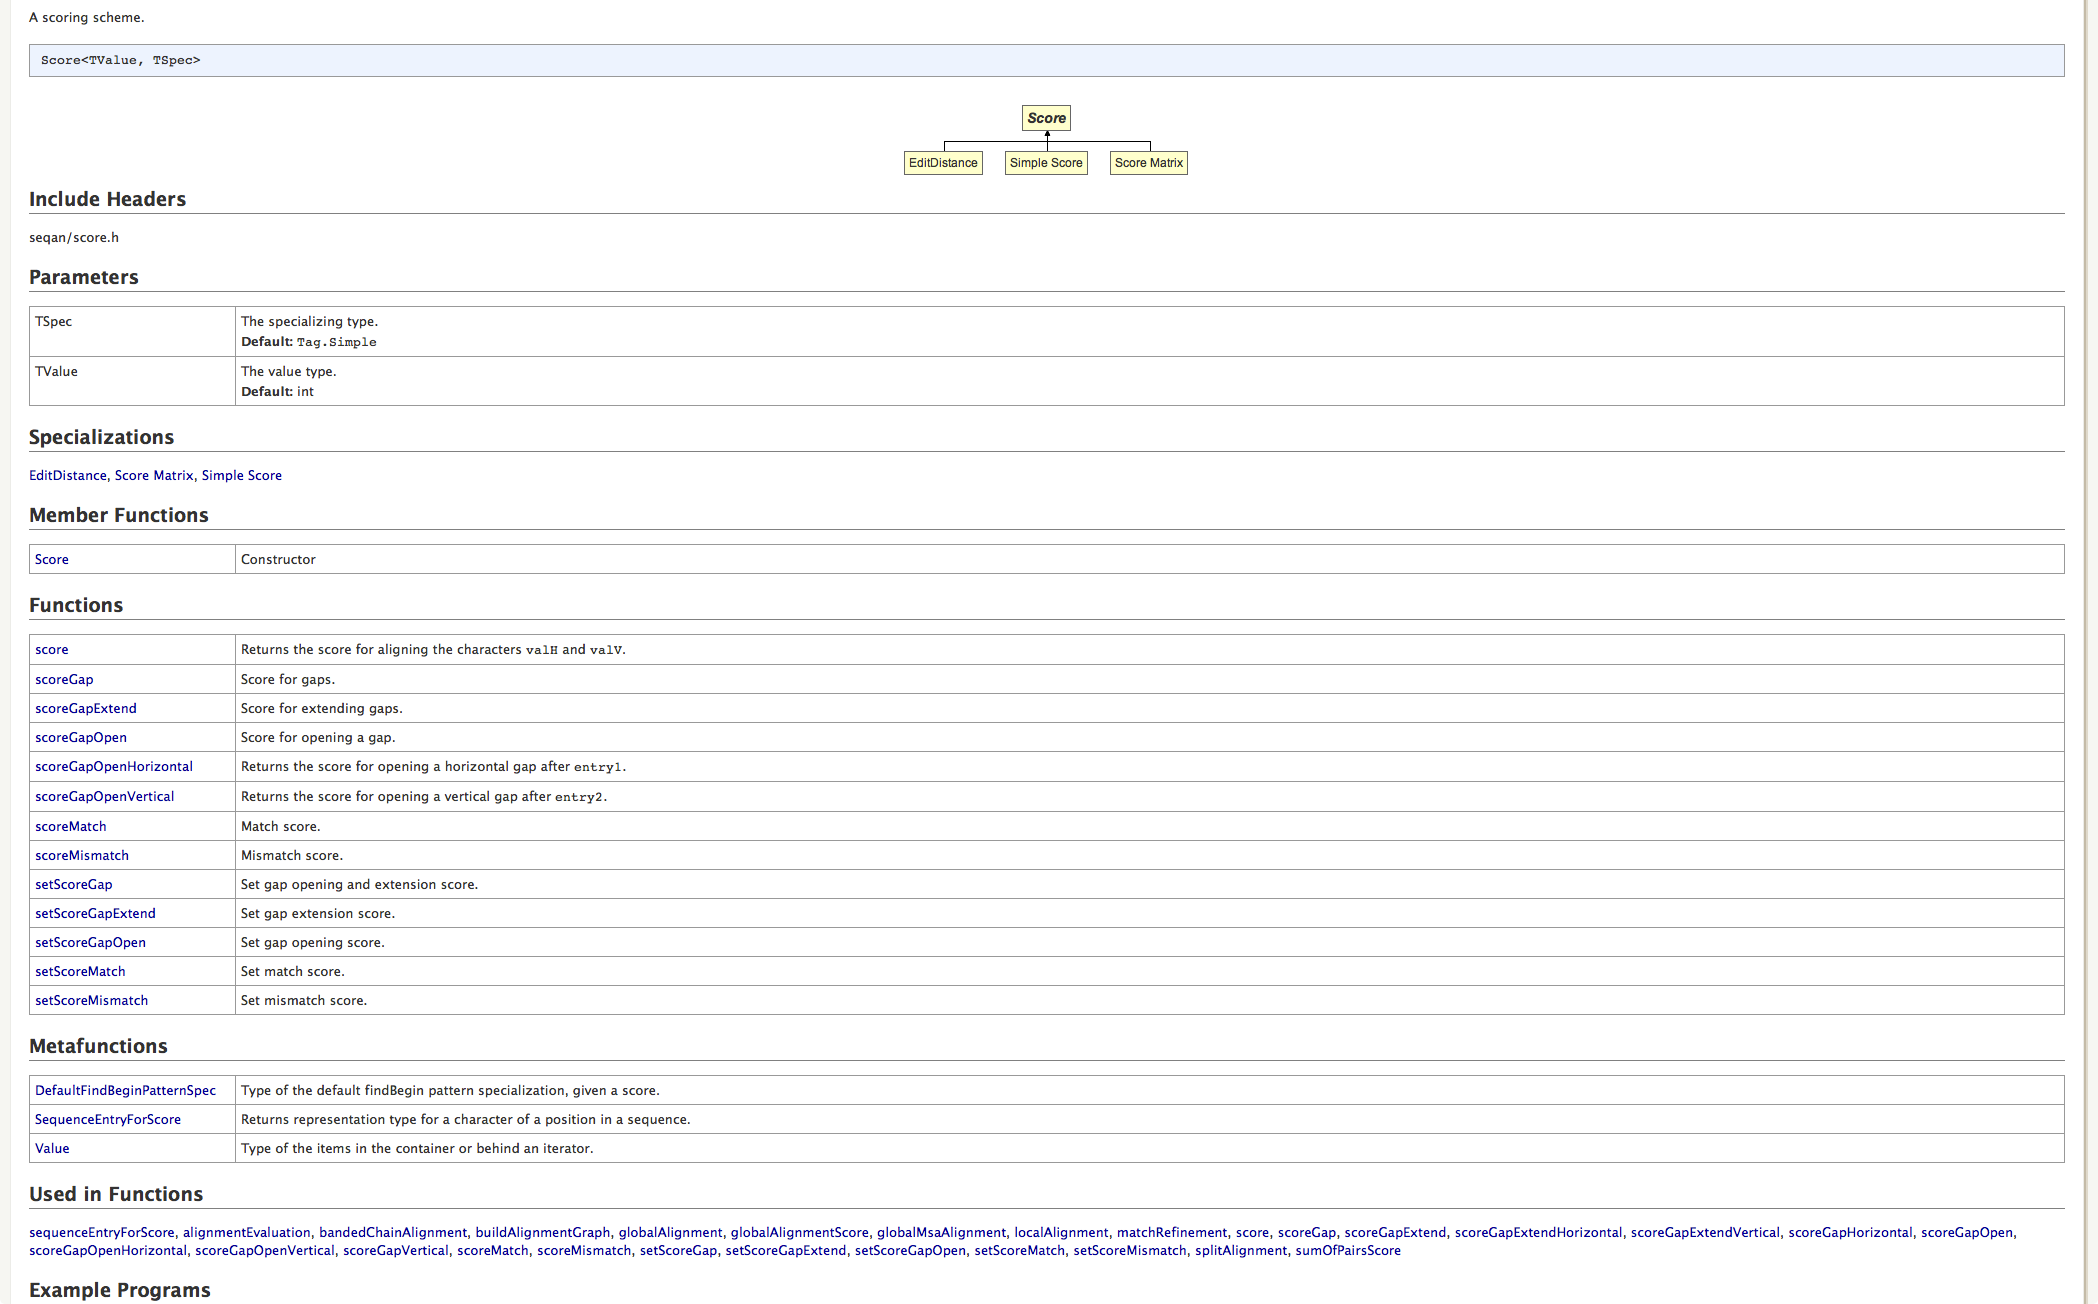 A scoring scheme.
Score<TValue, TSpec>
Score
EditDistance Simple Score Score Matrix
Include Headers
seqan/score.h
Parameters
TSpec The specializing type.
Default: Tag.Simple
TValue The value type.
Default: int
Specializations
EditDistance, Score Matrix, Simple Score
Member Functions
Score Constructor
Functions
score Returns the score for aligning the characters valH and valV.
scoreGap Score for gaps.
scoreGapExtend Score for extending gaps.
scoreGapOpen Score for opening a gap.
scoreGapOpenHorizontal Returns the score for opening a horizontal gap after entry1.
scoreGapOpenVertical Returns the score for opening a vertical gap after entry2.
scoreMatch Match score.
scoreMismatch Mismatch score.
setScoreGap Set gap opening and extension score.
setScoreGapExtend Set gap extension score.
setScoreGapOpen Set gap opening score.
setScoreMatch Set match score.
setScoreMismatch Set mismatch score.
Metafunctions
DefaultFindBeginPatternSpec Type of the default findBegin pattern specialization, given a score.
SequenceEntryForScore Returns representation type for a character of a position in a sequence.
Value Type of the items in the container or behind an iterator.
Used in Functions
sequenceEntryForScore, alignmentEvaluation, bandedChainAlignment, buildAlignmentGraph, globalAlignment, globalAlignmentScore, globalMsaAlignment, localAlignment, matchRefinement, score, scoreGap, scoreGapExtend, scoreGapExtendHorizontal, scoreGapExtendVertical, scoreGapHorizontal, scoreGapOpen,
scoreGapOpenHorizontal, scoreGapOpenVertical, scoreGapVertical, scoreMatch, scoreMismatch, setScoreGap, setScoreGapExtend, setScoreGapOpen, setScoreMatch, setScoreMismatch, splitAlignment, sumOfPairsScore
Example Programs